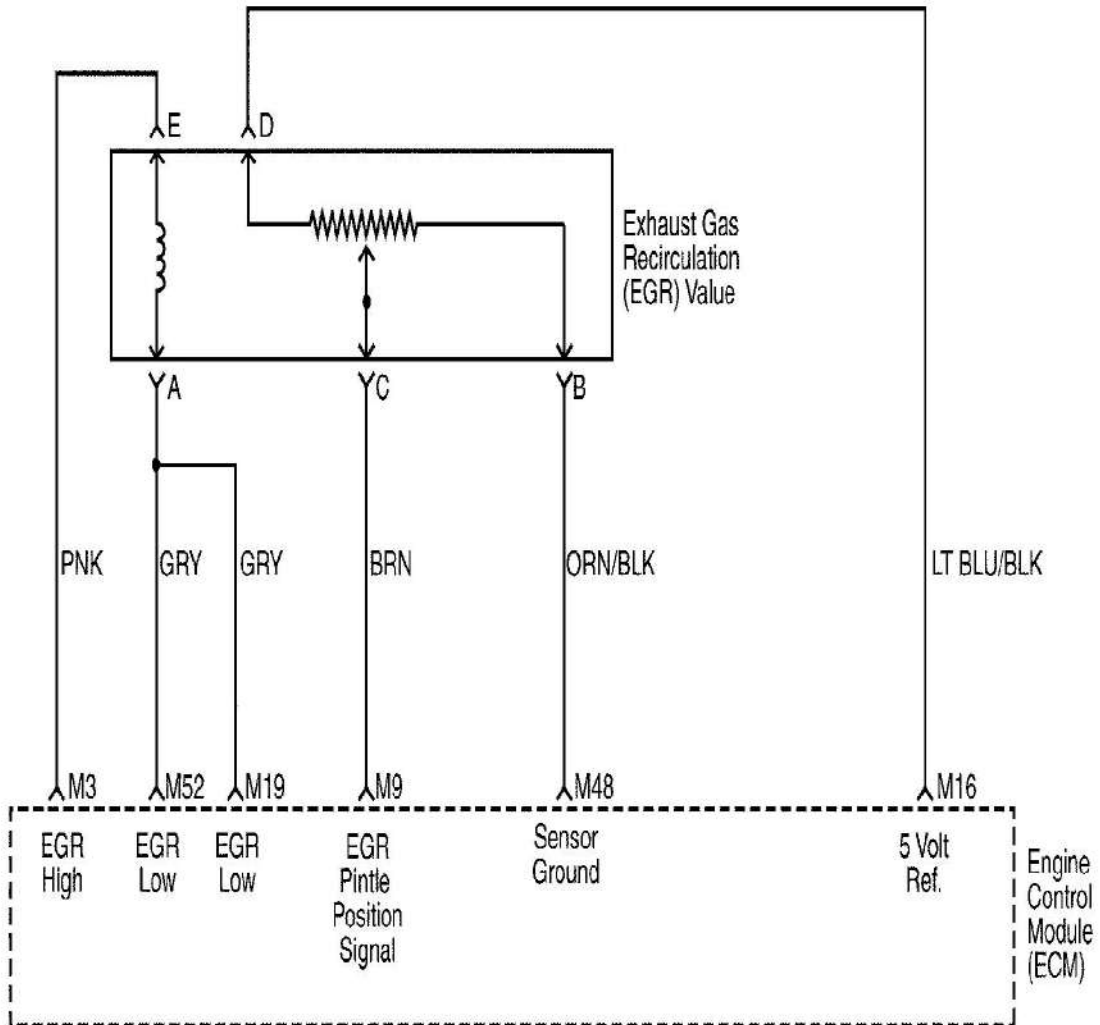 E
D
Exhaust Gas
Recirculation
(EGR) Value
A
C
B
PNK
GRY
GRY
BRN
ORN/BLK
LT BLU/BLK
M3
M52
M19
M9
M48
M16
EGR
High
EGR
Low
EGR
Low
EGR
Pintle
Position
Signal
Sensor
Ground
5 Volt
Ref.
Engine
Control
Module
(ECM)